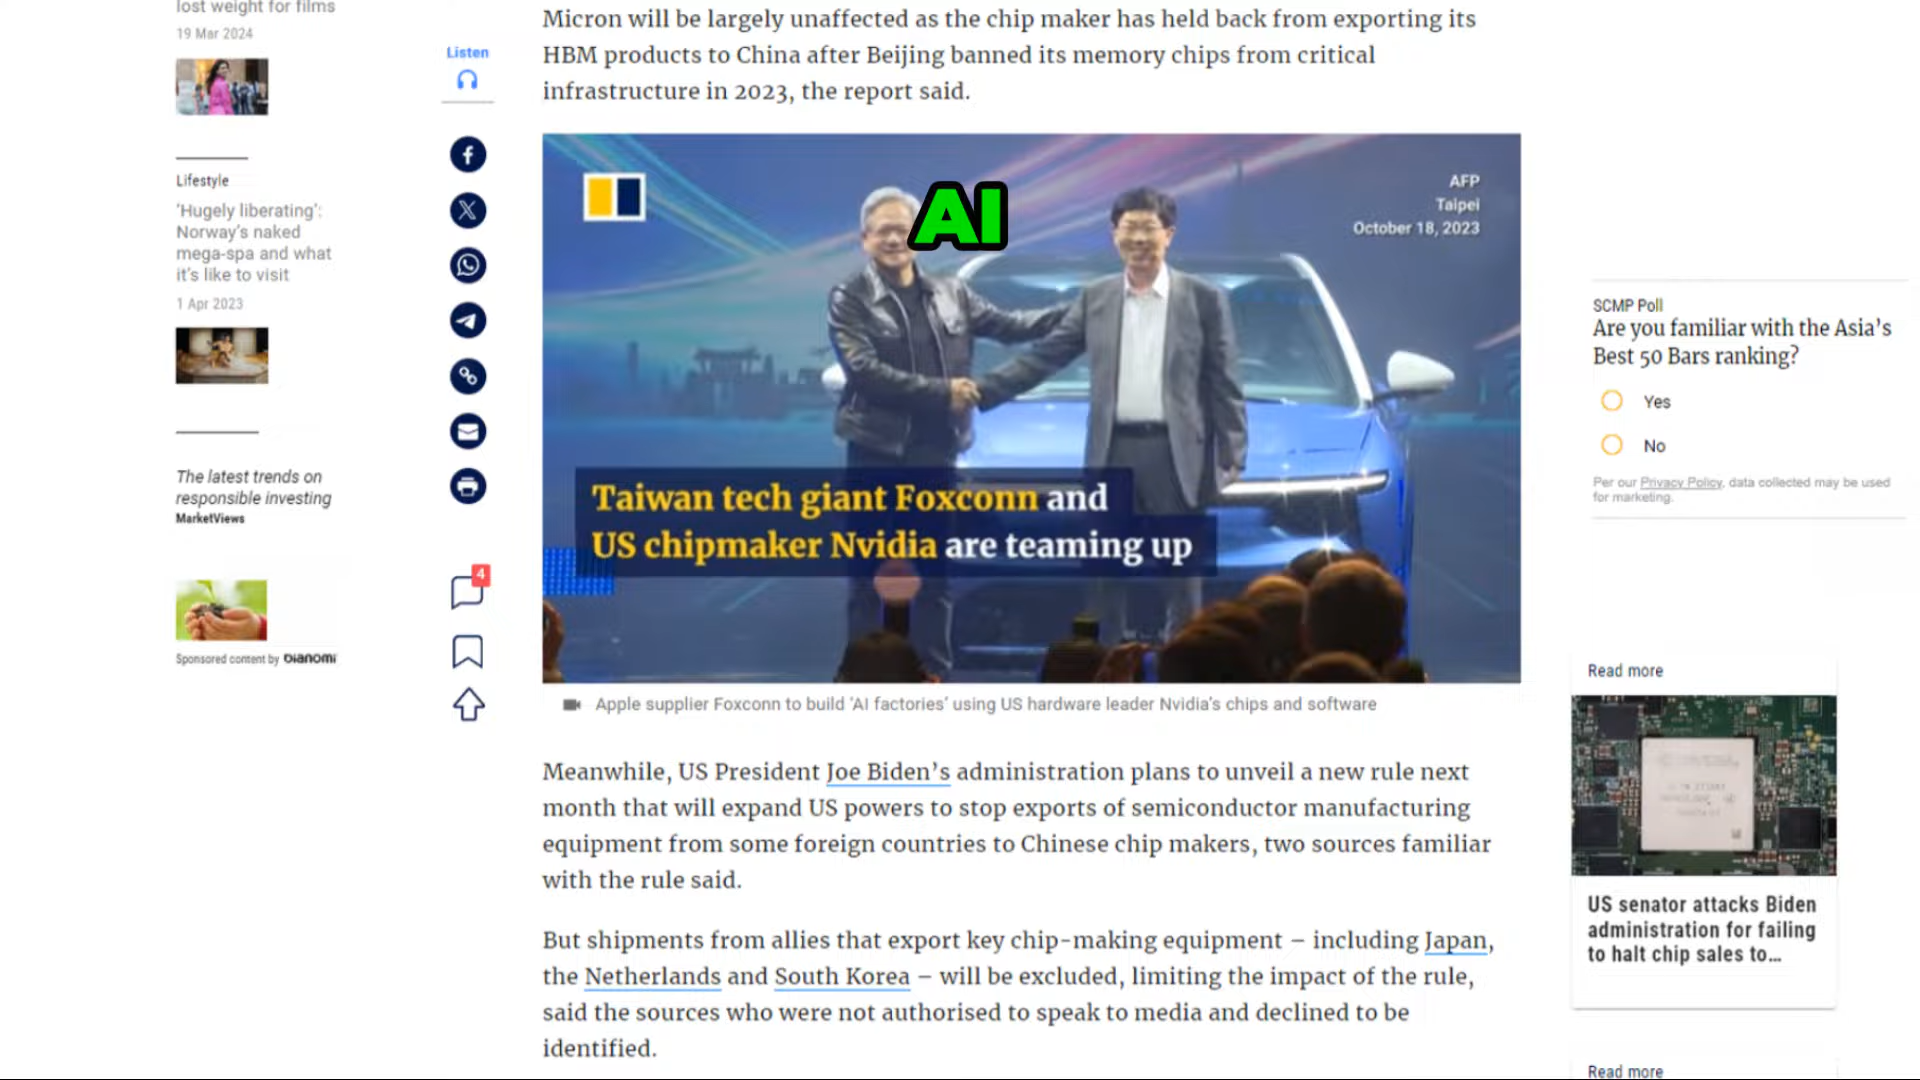 lost weight for films
19 Mar 2024
Lifestyle
‘Hugely liberating’:
Norway’s naked
mega-spa and what
it’s like to visit
1 Apr 2023
The latest trends on
responsible investing
MarketViews
Sponsored content by Dianomi
Listen
4
Micron will be largely unaffected as the chip maker has held back from exporting its
HBM products to China after Beijing banned its memory chips from critical
infrastructure in 2023, the report said.
AI
AFP
Taipei
October 18, 2023
Taiwan tech giant Foxconn and
US chipmaker Nvidia are teaming up
Apple supplier Foxconn to build ‘AI factories’ using US hardware leader Nvidia’s chips and software
Meanwhile, US President Joe Biden’s administration plans to unveil a new rule next
month that will expand US powers to stop exports of semiconductor manufacturing
equipment from some foreign countries to Chinese chip makers, two sources familiar
with the rule said.
But shipments from allies that export key chip-making equipment – including Japan,
the Netherlands and South Korea – will be excluded, limiting the impact of the rule,
said the sources who were not authorised to speak to media and declined to be
identified.
SCMP Poll
Are you familiar with the Asia’s
Best 50 Bars ranking?
Yes
No
Per our Privacy Policy, data collected may be used
for marketing.
Read more
US senator attacks Biden
administration for failing
to halt chip sales to...
Read more